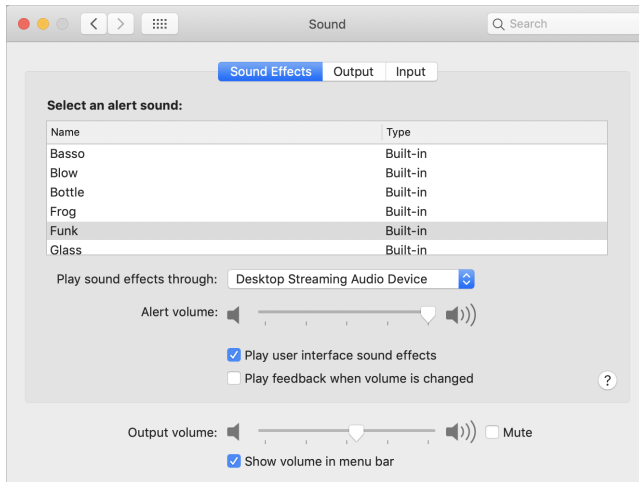 Sound
Search
Sound Effects Output Input
Select an alert sound:
Name Type
Basso Built-in
Blow Built-in
Bottle Built-in
Frog Built-in
Funk Built-in
Glass Built-in
Play sound effects through: Desktop Streaming Audio Device
Alert volume:
Play user interface sound effects
Play feedback when volume is changed
?
Output volume: Mute
Show volume in menu bar